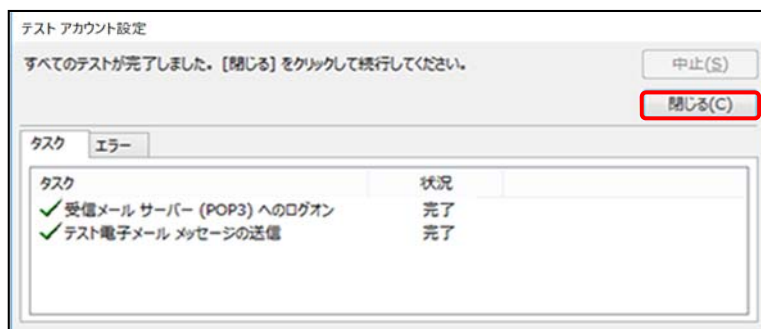 テスト アカウント設定
すべてのテストが完了しました。[閉じる] をクリックして続行してください。
中止(S)
閉じる(C)
タスク エラー
タスク 状況
受信メール サーバー (POP3) へのログオン 完了
テスト電子メール メッセージの送信 完了